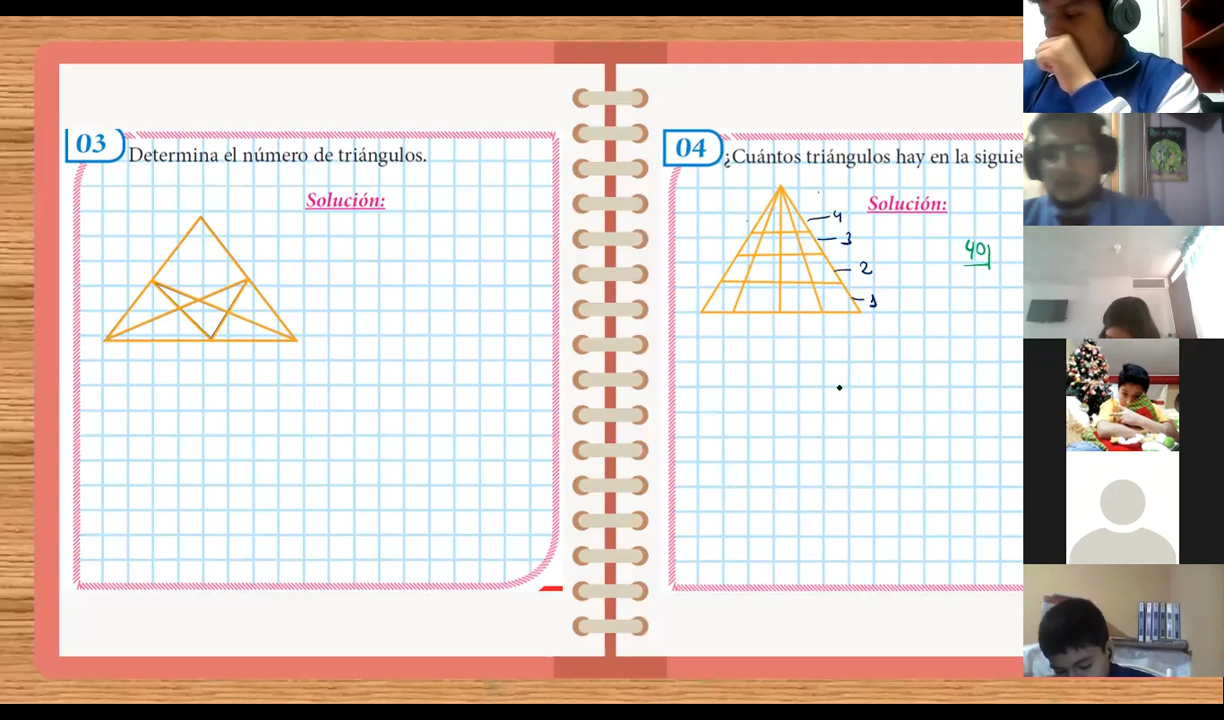 03
Determina el número de triángulos.
Solución:
04
¿Cuántos triángulos hay en la siguie
Solución:
4
3
2
1
40